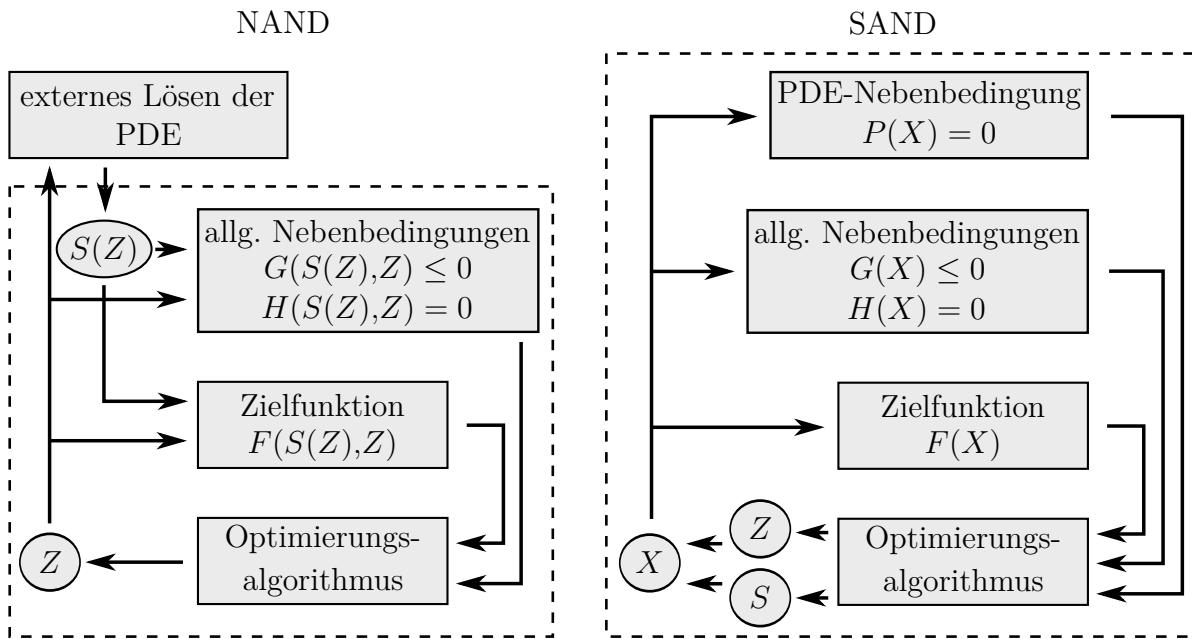 NAND
externes Lösen der
PDE
S(Z)
allg. Nebenbedingungen
G(S(Z),Z) ≤ 0
H(S(Z),Z) = 0
Zielfunktion
F(S(Z),Z)
Optimierungs-
algorithmus
Z
SAND
PDE-Nebenbedingung
P(X) = 0
allg. Nebenbedingungen
G(X) ≤ 0
H(X) = 0
Zielfunktion
F(X)
Optimierungs-
algorithmus
Z
S
X